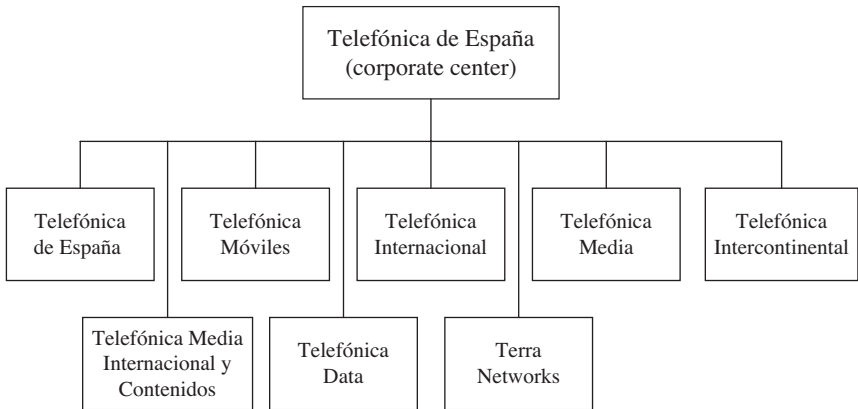 Telefónica de España
(corporate center)
Telefónica
de España
Telefónica
Móviles
Telefónica
Internacional
Telefónica
Media
Telefónica
Intercontinental
Telefónica Media
Internacional y
Contenidos
Telefónica
Data
Terra
Networks